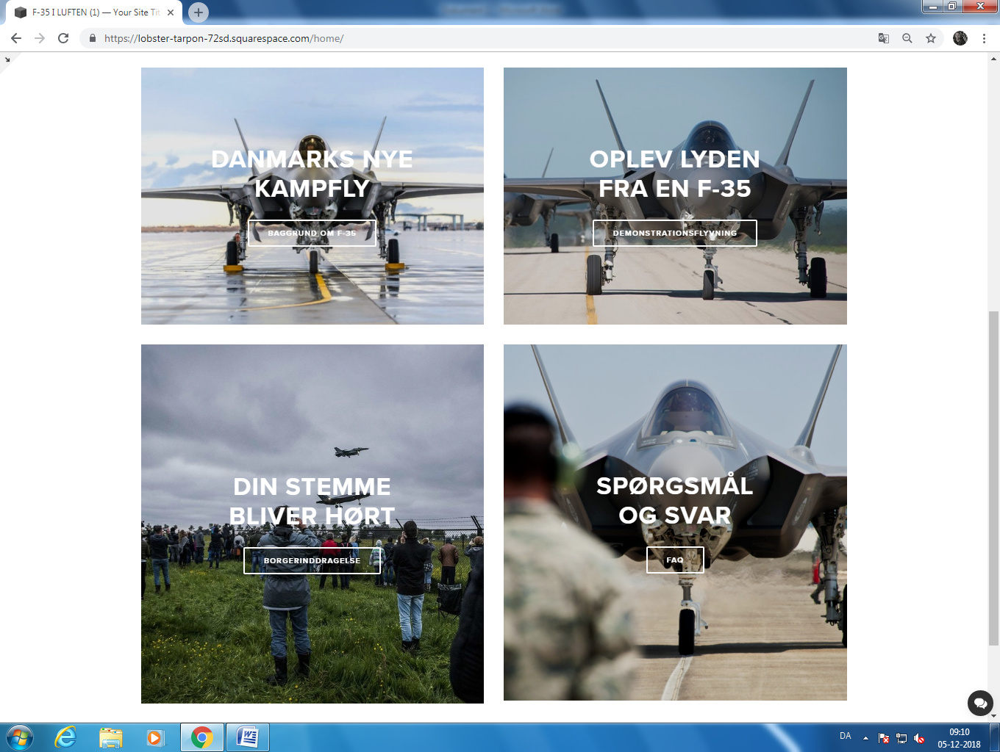 F-35 I LUFTEN (1) — Your Site Tit
https://lobster-tarpon-72sd.squarespace.com/home/
DANMARKS NYE
KAMPFLY
BAGGRUND OM F-35
OPLEV LYDEN
FRA EN F-35
DEMONSTRATIONSFLYVNING
DIN STEMME
BLIVER HØRT
BORGERINDDRAGELSE
SPØRGSMÅL
OG SVAR
FAQ
DA
09:10
05-12-2018